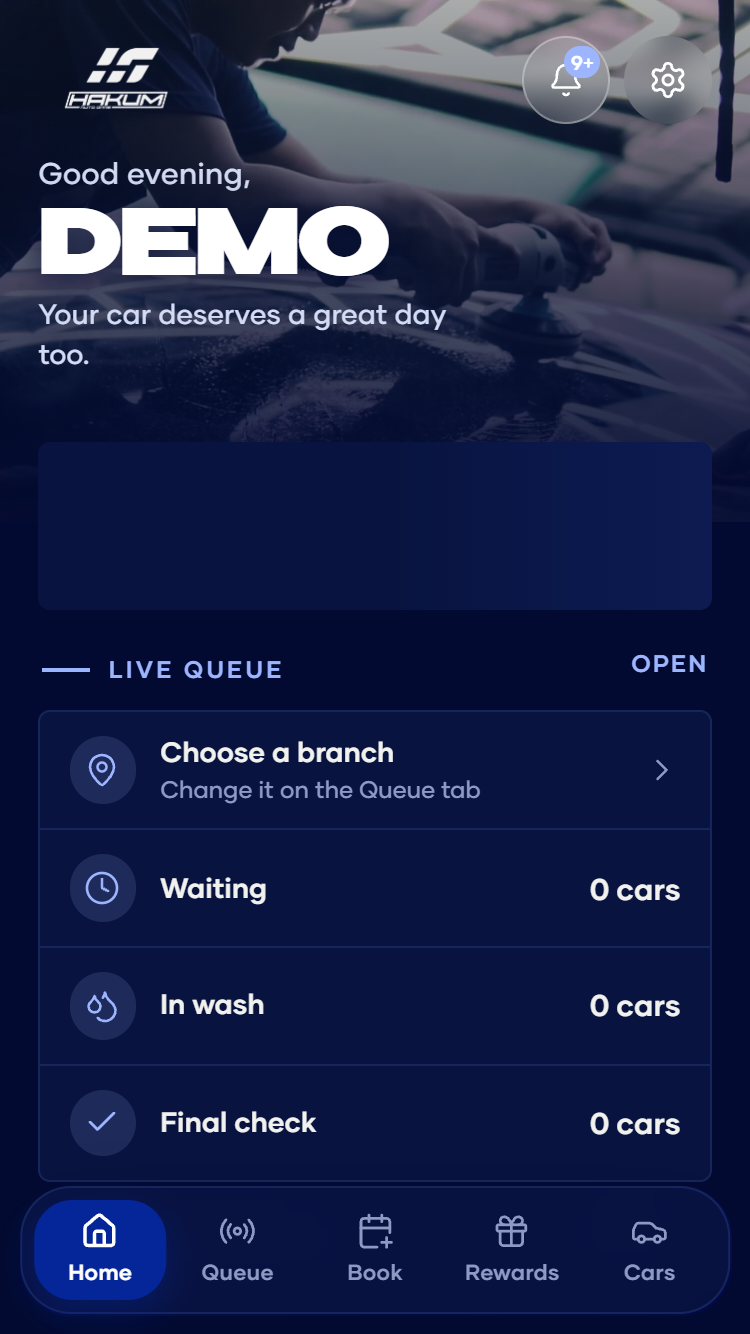 HAKUM
9+
Good evening,
DEMO
Your car deserves a great day
too.
LIVE QUEUE
OPEN
Choose a branch
Change it on the Queue tab
Waiting
0 cars
In wash
0 cars
Final check
0 cars
Home
Queue
Book
Rewards
Cars